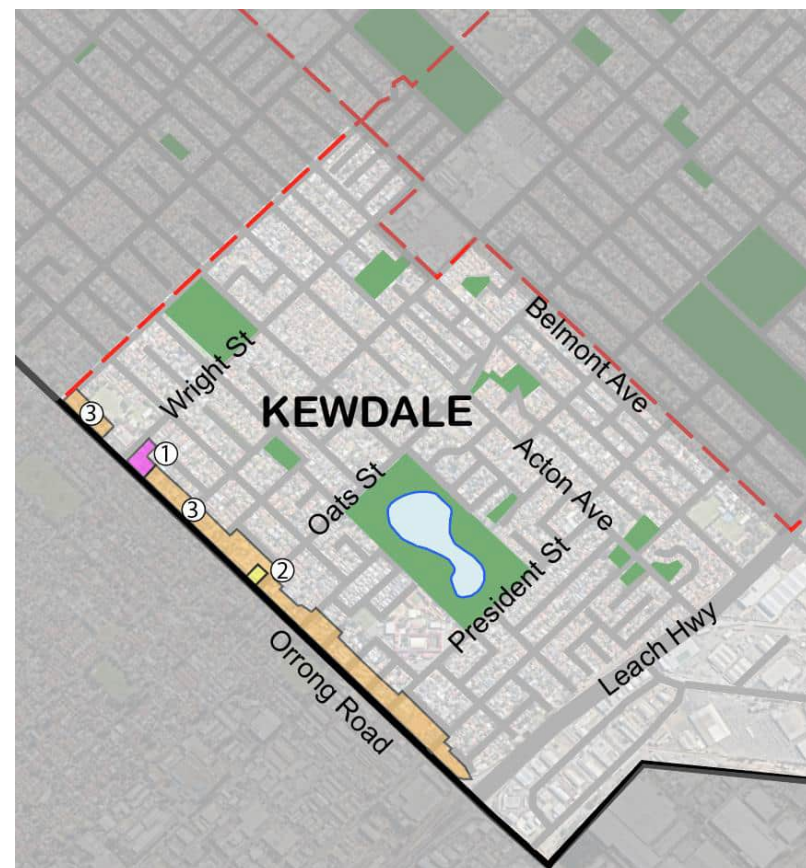 Belmont Ave
Wright St
③
KEWDALE
①
Acton Ave
Oats St
③
②
President St
Orrong Road
Leach Hwy